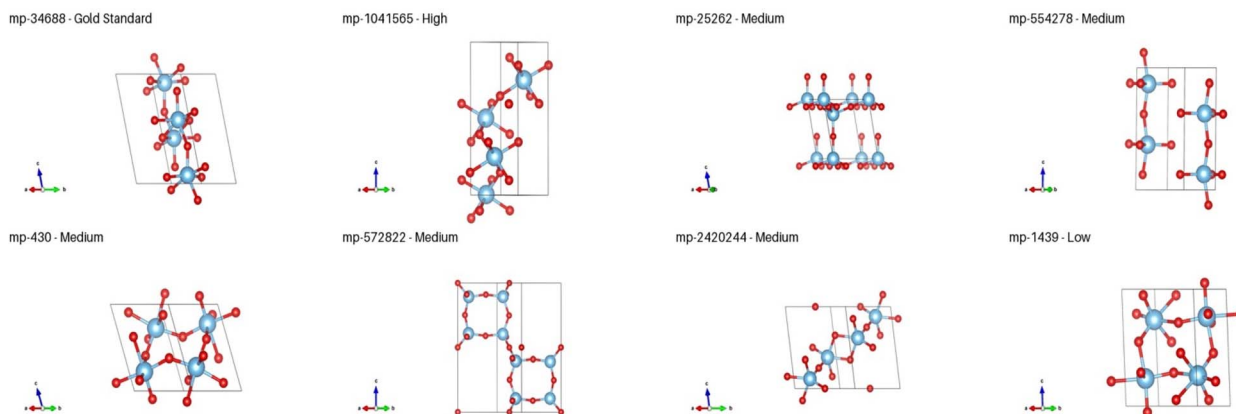 mp-34688 - Gold Standard
mp-1041565 - High
mp-25262 - Medium
mp-554278 - Medium
c
a b
c
a b
c
a b
c
a b
mp-430 - Medium
mp-572822 - Medium
mp-2420244 - Medium
mp-1439 - Low
c
a b
c
a b
c
a b
c
a b